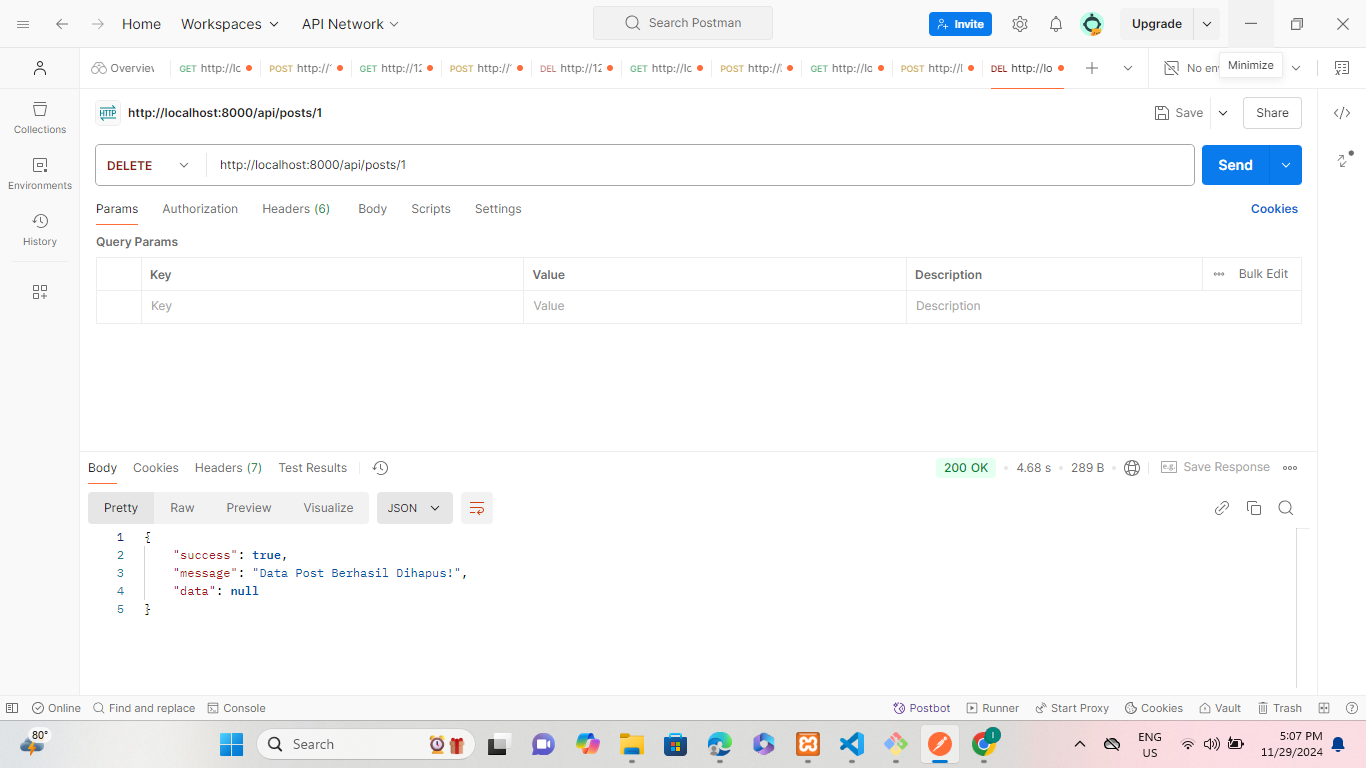 Home Workspaces API Network Search Postman Invite Upgrade
Overview GET http://lo POST http://1 GET http://12 POST http://1 DEL http://12 GET http://lo POST http://l GET http://lo POST http://l DEL http://lo No en Minimize
HTTP http://localhost:8000/api/posts/1 Save Share
Collections
DELETE http://localhost:8000/api/posts/1 Send
Environments
Params Authorization Headers (6) Body Scripts Settings Cookies
History
Query Params
Key Value Description Bulk Edit
Key Value Description
Body Cookies Headers (7) Test Results 200 OK 4.68 s 289 B e.g. Save Response
Pretty Raw Preview Visualize JSON
1 {
2 "success": true,
3 "message": "Data Post Berhasil Dihapus!",
4 "data": null
5 }
Online Find and replace Console Postbot Runner Start Proxy Cookies Vault Trash
80° Search ENG 5:07 PM
US 11/29/2024